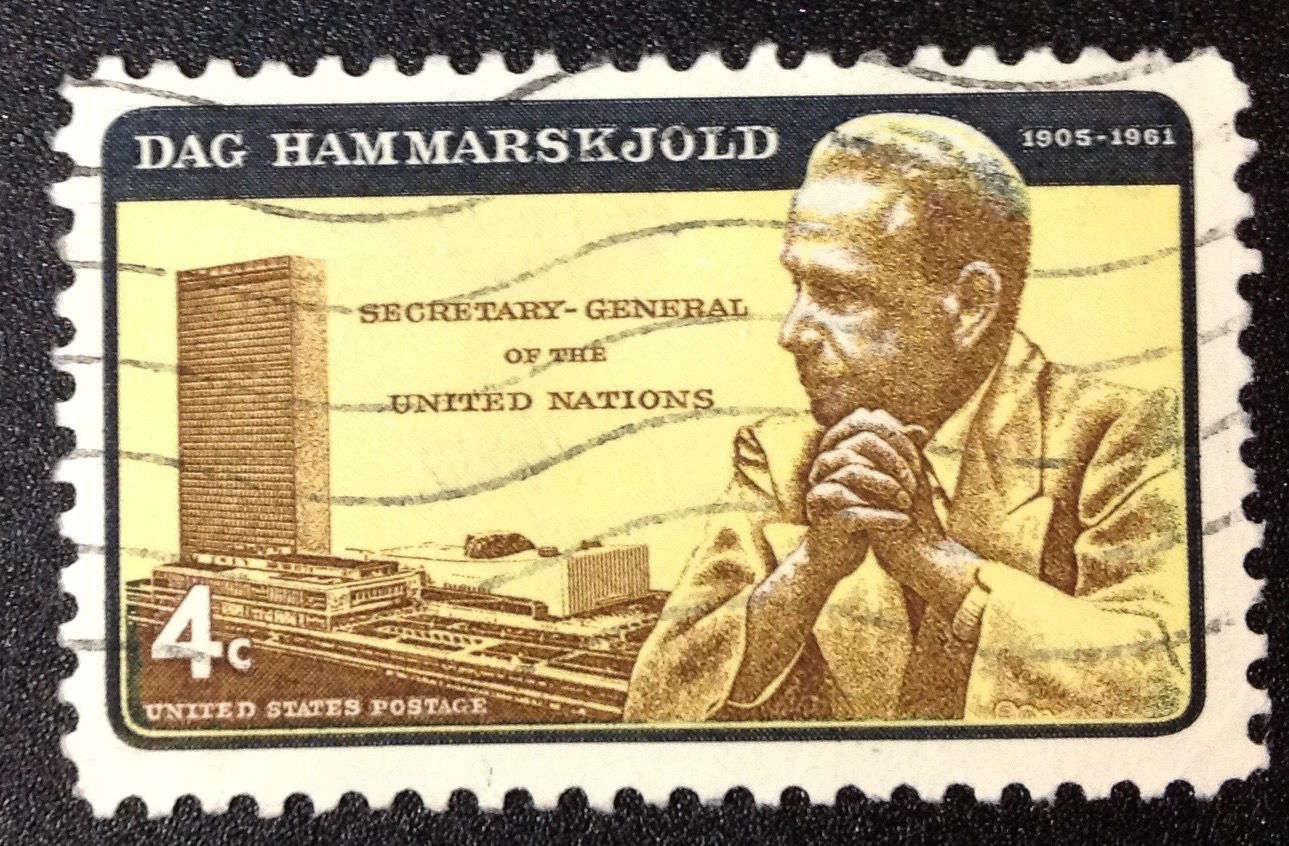 DAG HAMMARSKJOLD 1905-1961
SECRETARY-GENERAL
OF THE
UNITED NATIONS
4c
UNITED STATES POSTAGE